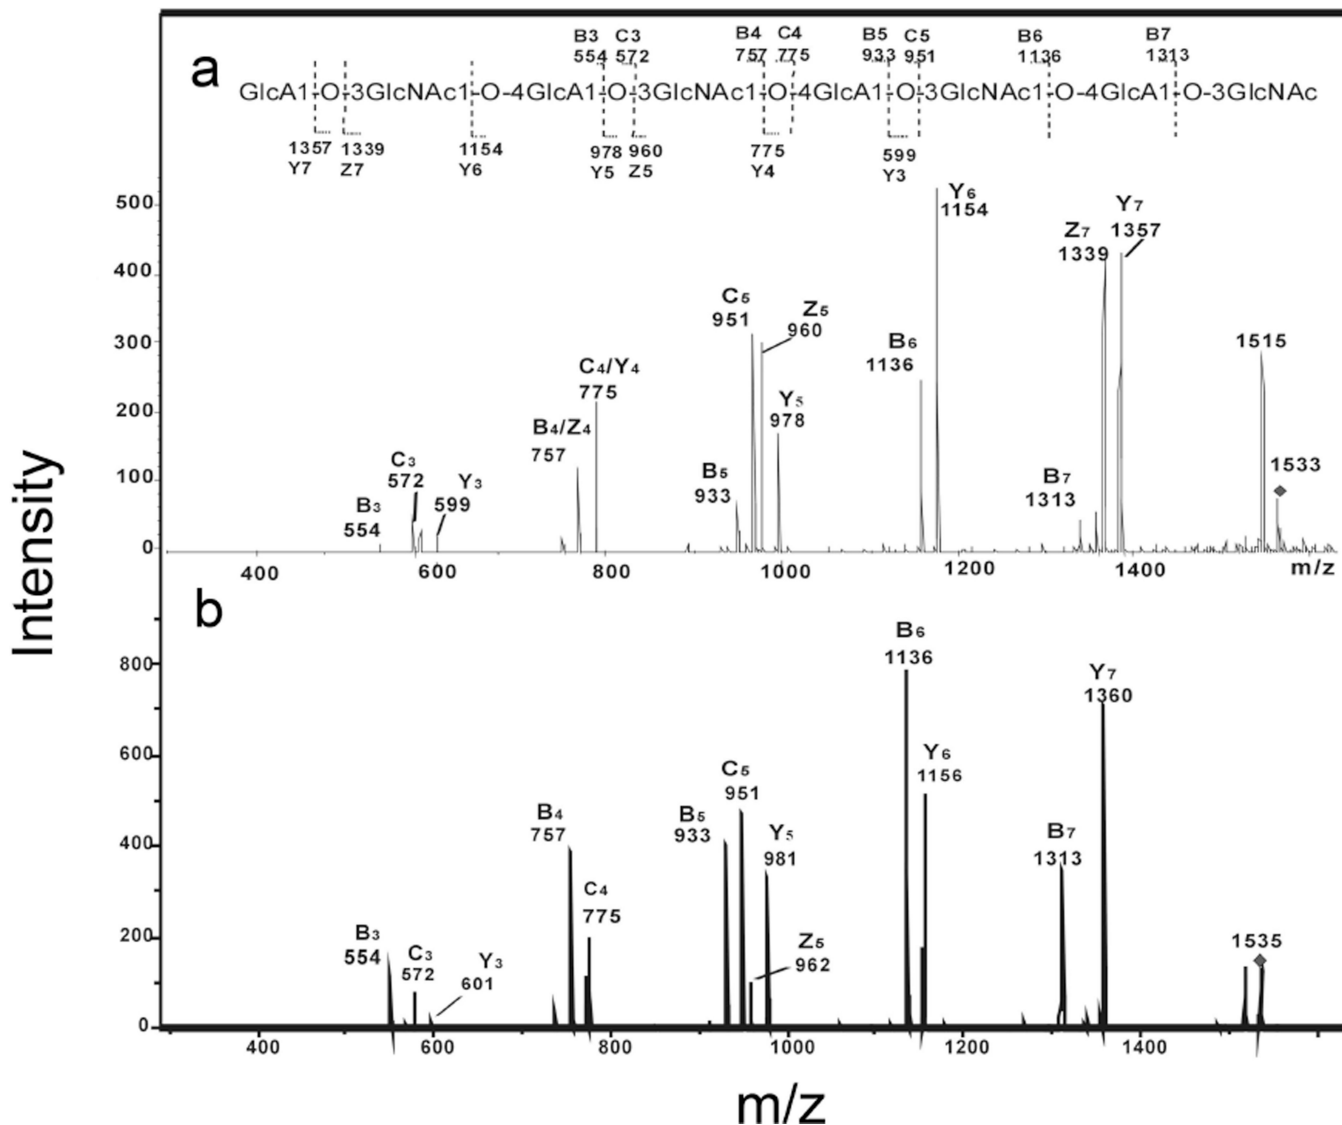 a
B3 C3 B4 C4 B5 C5 B6 B7
554 572 757 775 933 951 1136 1313
GlcA1-O-3GlcNAc1-O-4GlcA1-O-3GlcNAc1-O-4GlcA1-O-3GlcNAc1-O-4GlcA1-O-3GlcNAc
1357 1339 1154 978 960 775 599
Y7 Z7 Y6 Y5 Z5 Y4 Y3
Intensity
500
400
300
200
100
0
B3
554
C3
572
Y3
599
B4/Z4
757
C4/Y4
775
B5
933
C5
951
Z5
960
Y5
978
B6
1136
Y6
1154
B7
1313
Z7
1339
Y7
1357
1515
1533
400 600 800 1000 1200 1400 m/z
b
800
600
400
200
0
B3
554
C3
572
Y3
601
B4
757
C4
775
B5
933
C5
951
Z5
962
Y5
981
B6
1136
Y6
1156
B7
1313
Y7
1360
1535
400 600 800 1000 1200 1400
m/z